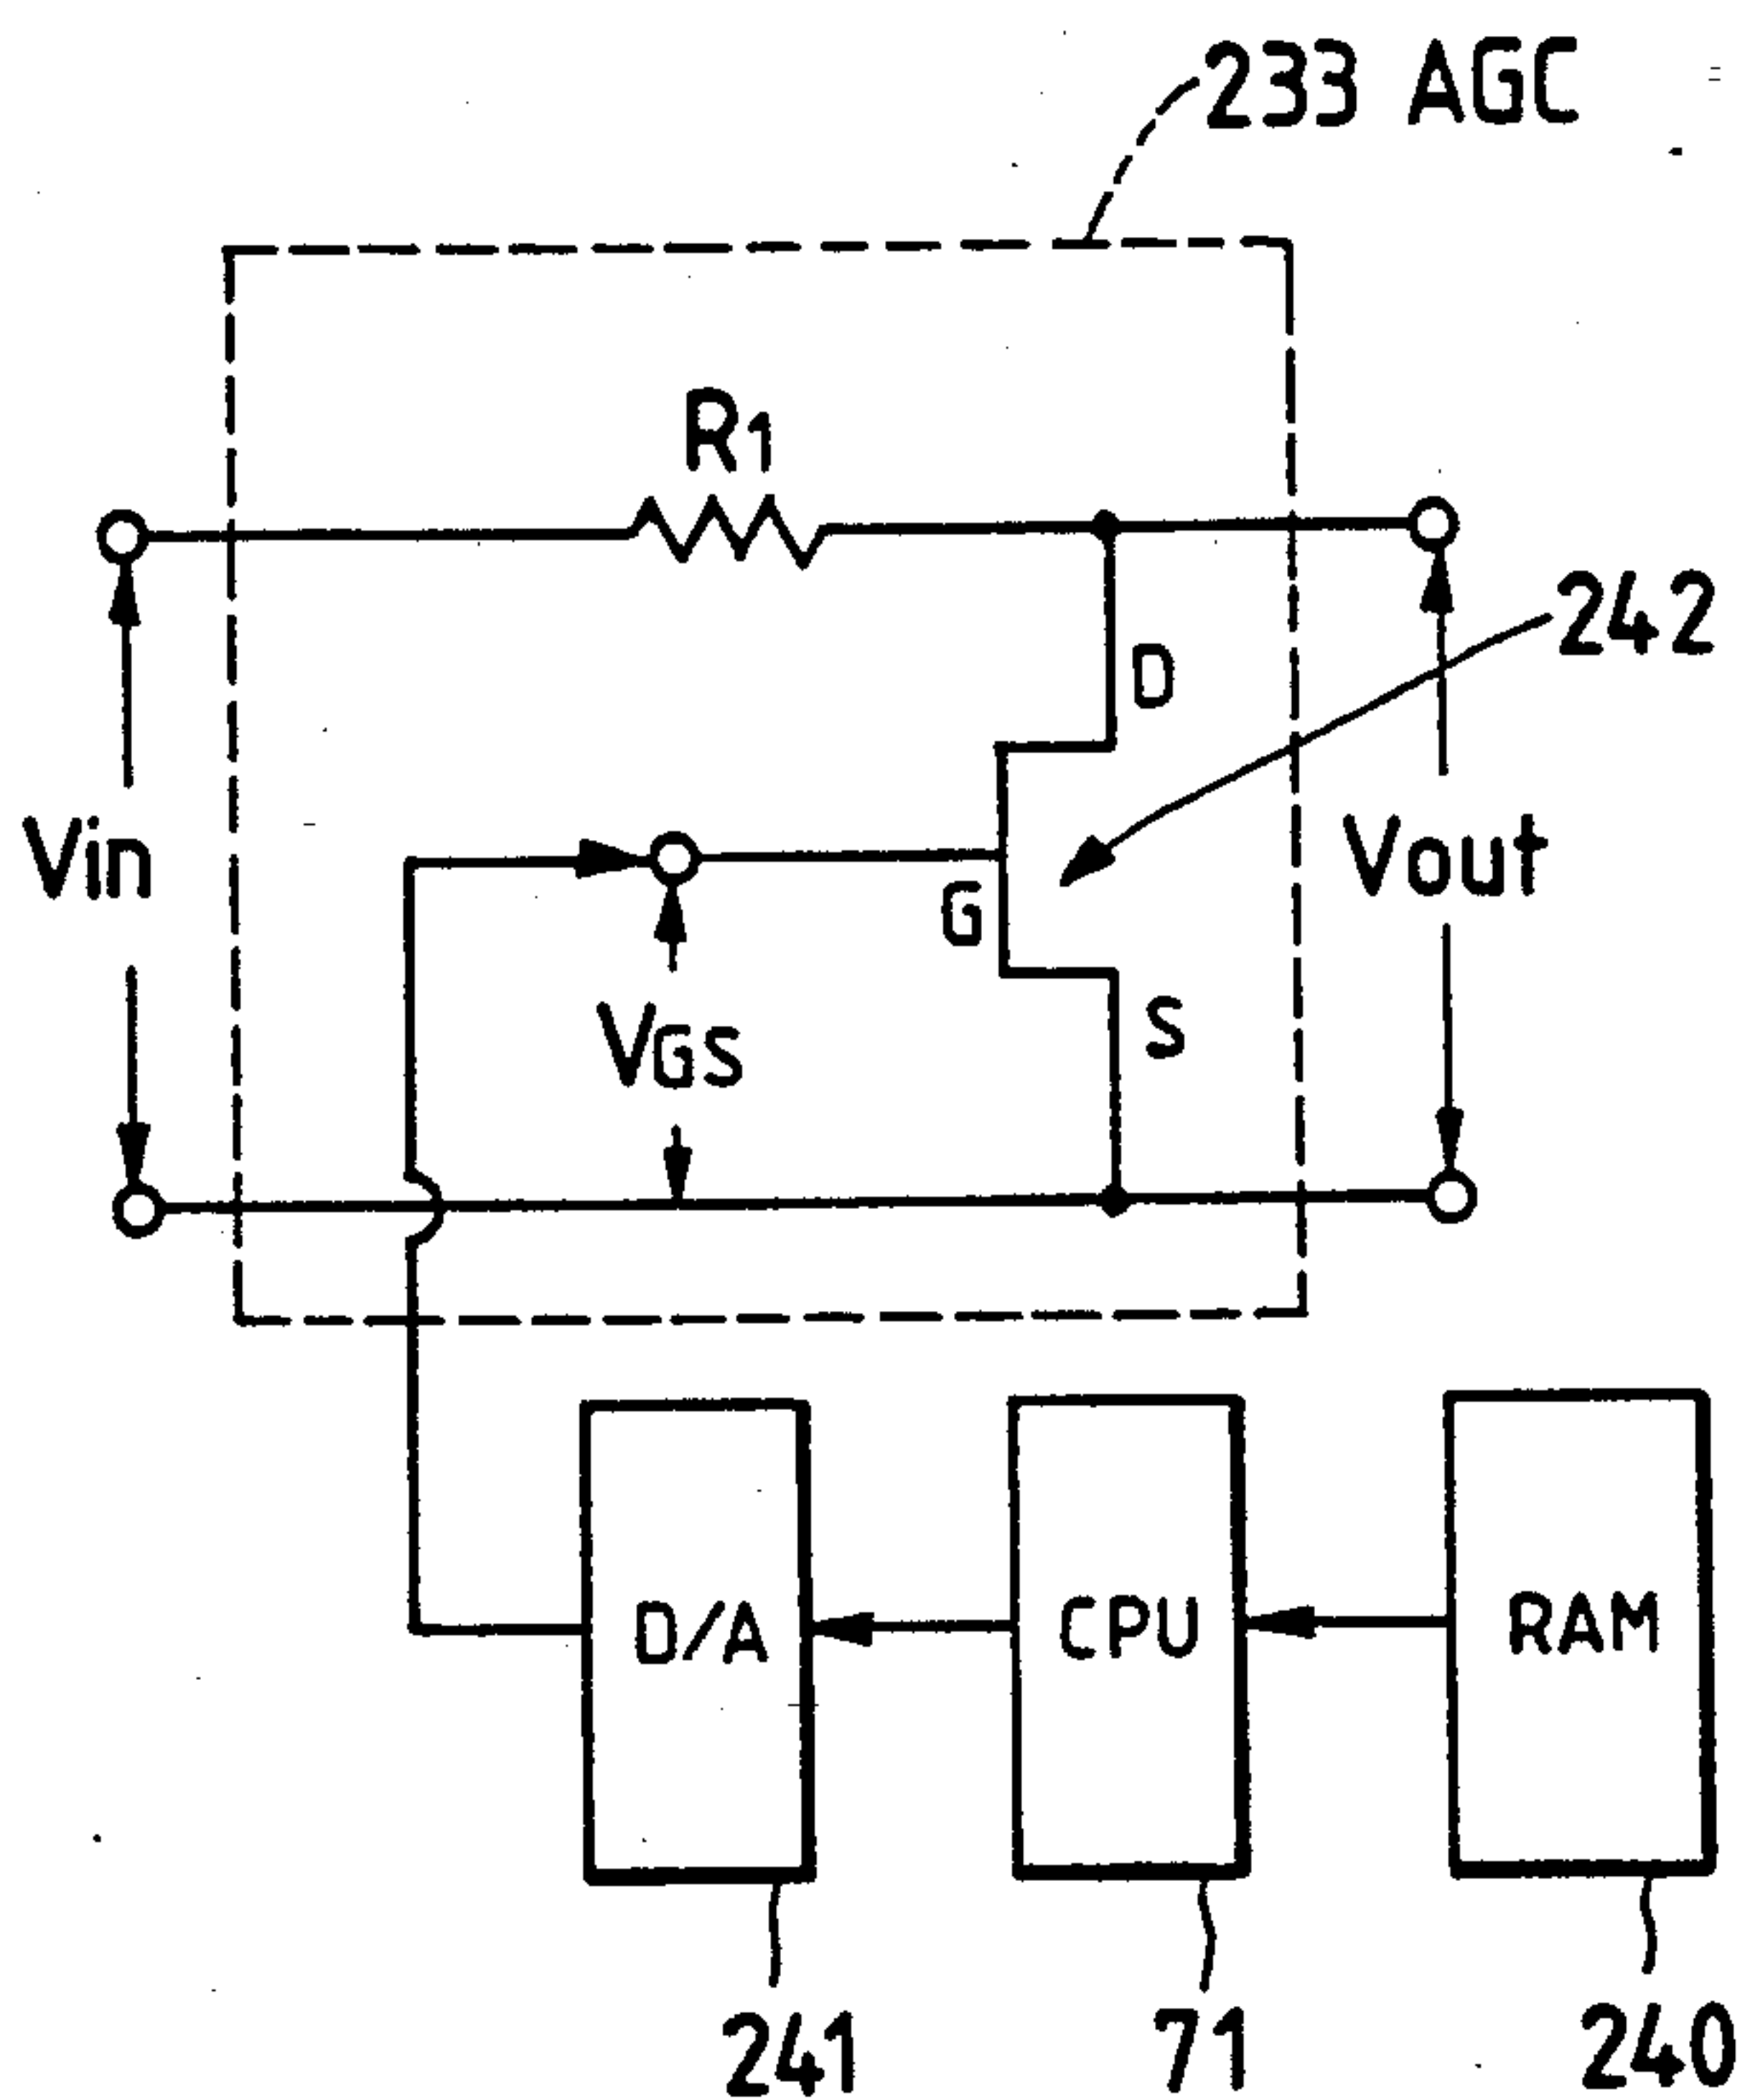 233 AGC
R1
242
D
Vin
Vout
G
VGS
S
D/A
CPU
RAM
241
71
240